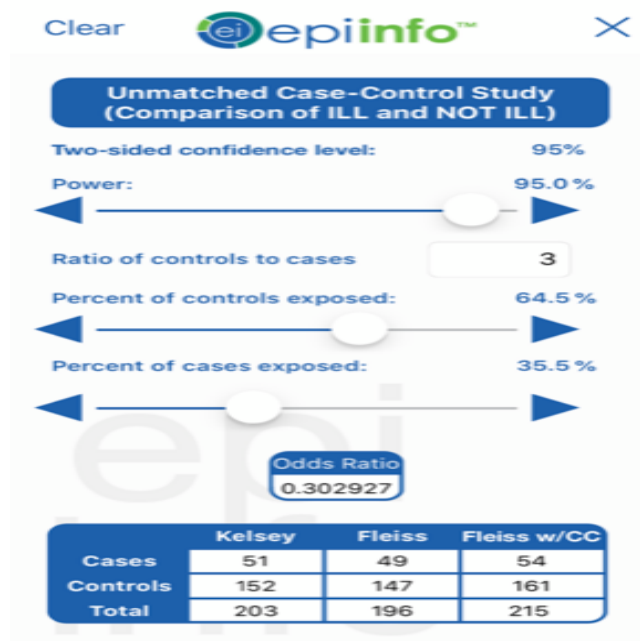 Clear ei epiinfo™ ×
Unmatched Case-Control Study
(Comparison of ILL and NOT ILL)
Two-sided confidence level: 95%
Power: 95.0%
Ratio of controls to cases 3
Percent of controls exposed: 64.5%
Percent of cases exposed: 35.5%
epi
info
Odds Ratio
0.302927
Kelsey Fleiss Fleiss w/CC
Cases 51 49 54
Controls 152 147 161
Total 203 196 215